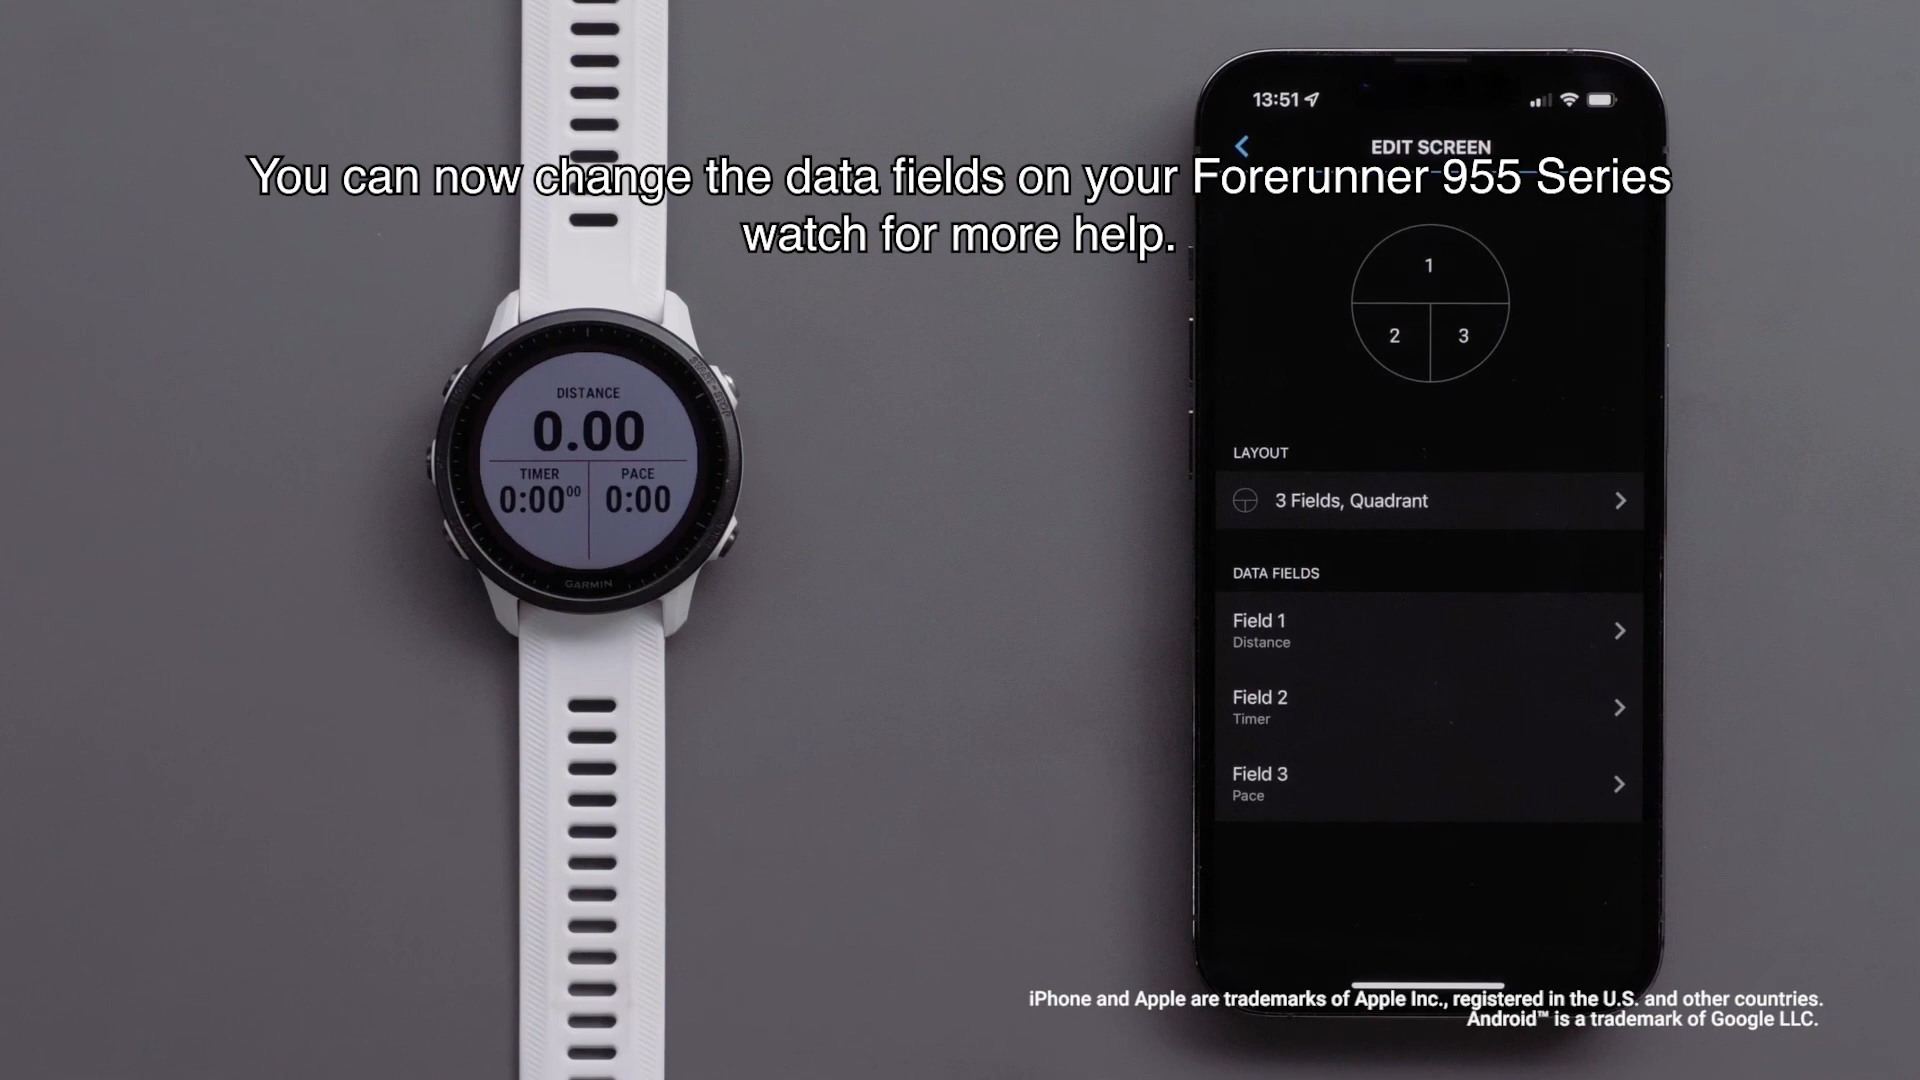 13:51
EDIT SCREEN
You can now change the data fields on your Forerunner 955 Series
watch for more help.
1
2 3
DISTANCE
0.00
TIMER PACE
0:00⁰⁰ 0:00
GARMIN
LAYOUT
3 Fields, Quadrant
DATA FIELDS
Field 1
Distance
Field 2
Timer
Field 3
Pace
iPhone and Apple are trademarks of Apple Inc., registered in the U.S. and other countries.
Android™ is a trademark of Google LLC.